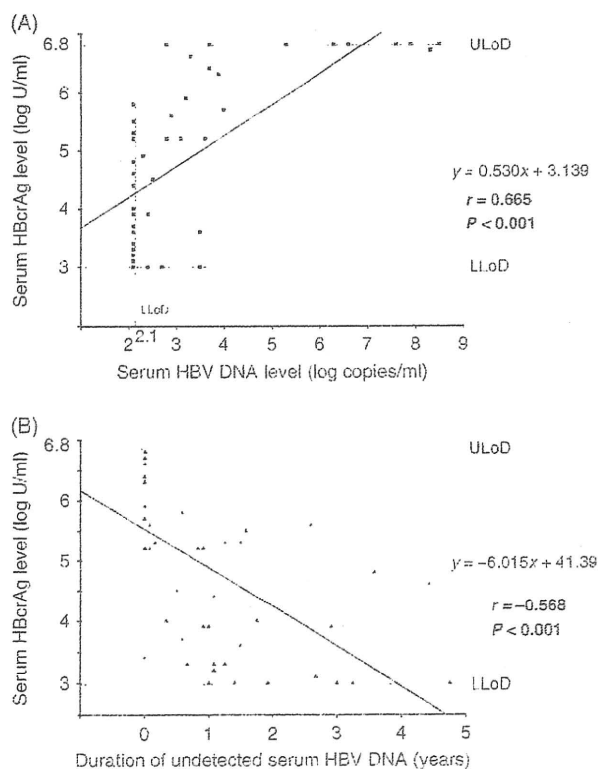 (A)
6.8
6
5
4
3
Serum HBcrAg level (log U/ml)
ULoD
y = 0.530x + 3.139
r = 0.665
P < 0.001
LLoD
LLoD
2.1
2 3 4 5 6 7 8 9
Serum HBV DNA level (log copies/ml)
(B)
6.8
6
5
4
3
Serum HBcrAg level (log U/ml)
ULoD
y = −6.015x + 41.39
r = −0.568
P < 0.001
LLoD
0 1 2 3 4 5
Duration of undetected serum HBV DNA (years)